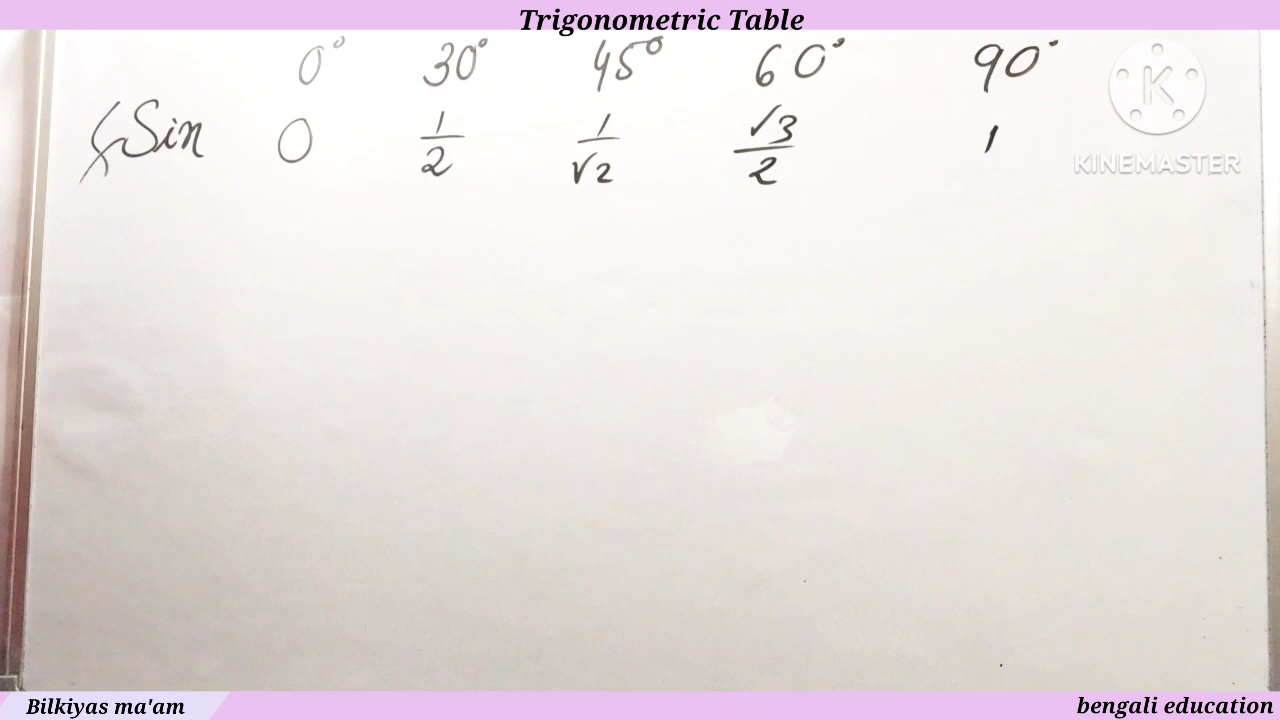 Trigonometric Table
0° 30° 45° 60° 90°
Sin 0 1/2 1/√2 √3/2 1
K
KINEMASTER
Bilkiyas ma'am
bengali education